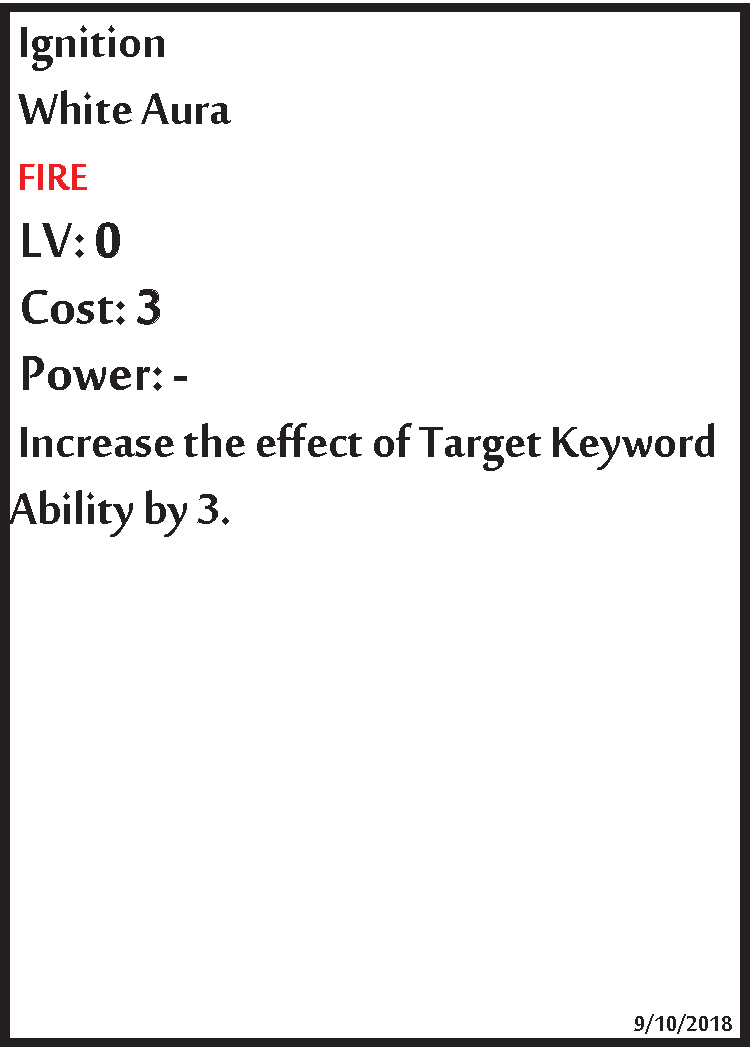 Ignition
White Aura
FIRE
LV: 0
Cost: 3
Power: -
Increase the effect of Target Keyword
Ability by 3.
9/10/2018